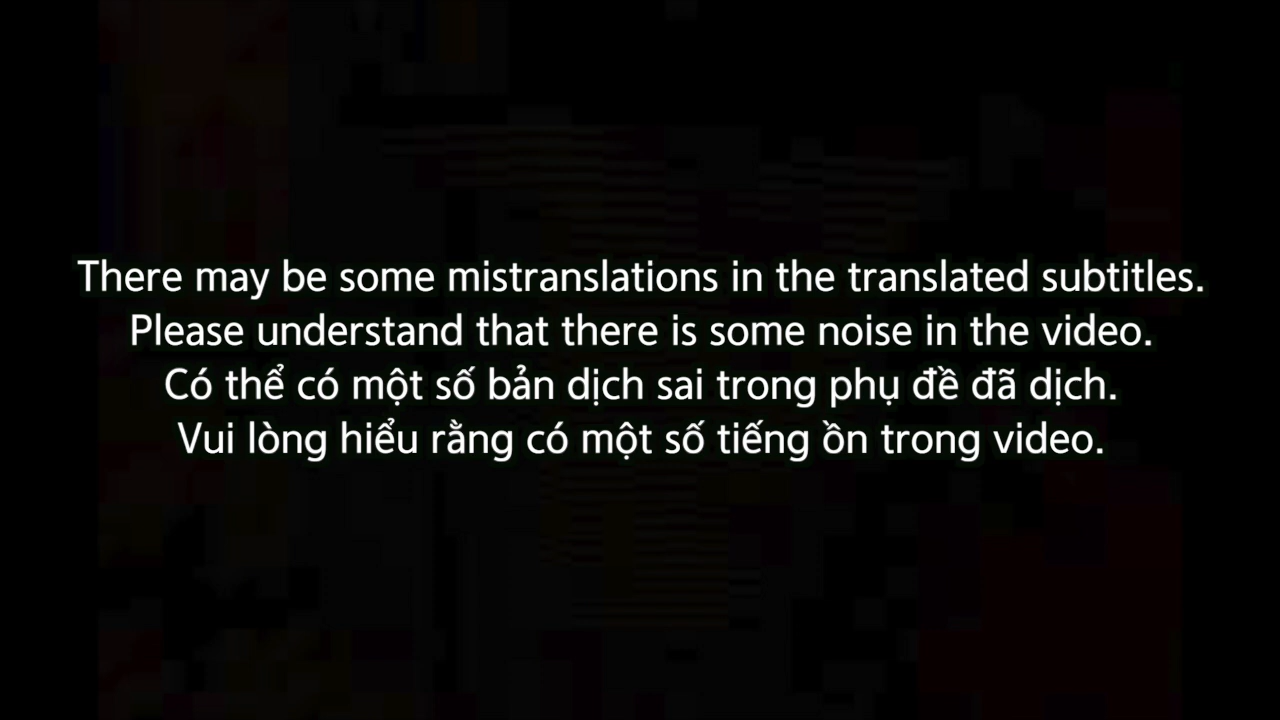 There may be some mistranslations in the translated subtitles.
Please understand that there is some noise in the video.
Có thể có một số bản dịch sai trong phụ đề đã dịch.
Vui lòng hiểu rằng có một số tiếng ồn trong video.